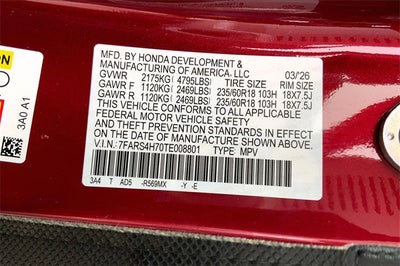 MFD. BY HONDA DEVELOPMENT &
MANUFACTURING OF AMERICA, LLC 03/26
GVWR 2175KG( 4795LBS) TIRE SIZE RIM SIZE
GAWR F 1120KG( 2469LBS) 235/60R18 103H 18X7.5J
GAWR R 1120KG( 2469LBS) 235/60R18 103H 18X7.5J
THIS VEHICLE CONFORMS TO ALL APPLICABLE
FEDERAL MOTOR VEHICLE
SAFETY AND THEFT PREVENTION STANDARDS IN EFFECT
ON THE DATE OF MANUFACTURE SHOWN ABOVE.
V.I.N.: 7FARS4H70TE008801 TYPE: MPV
3A4 T AD5 -R569MX -Y -E
3A0 A1